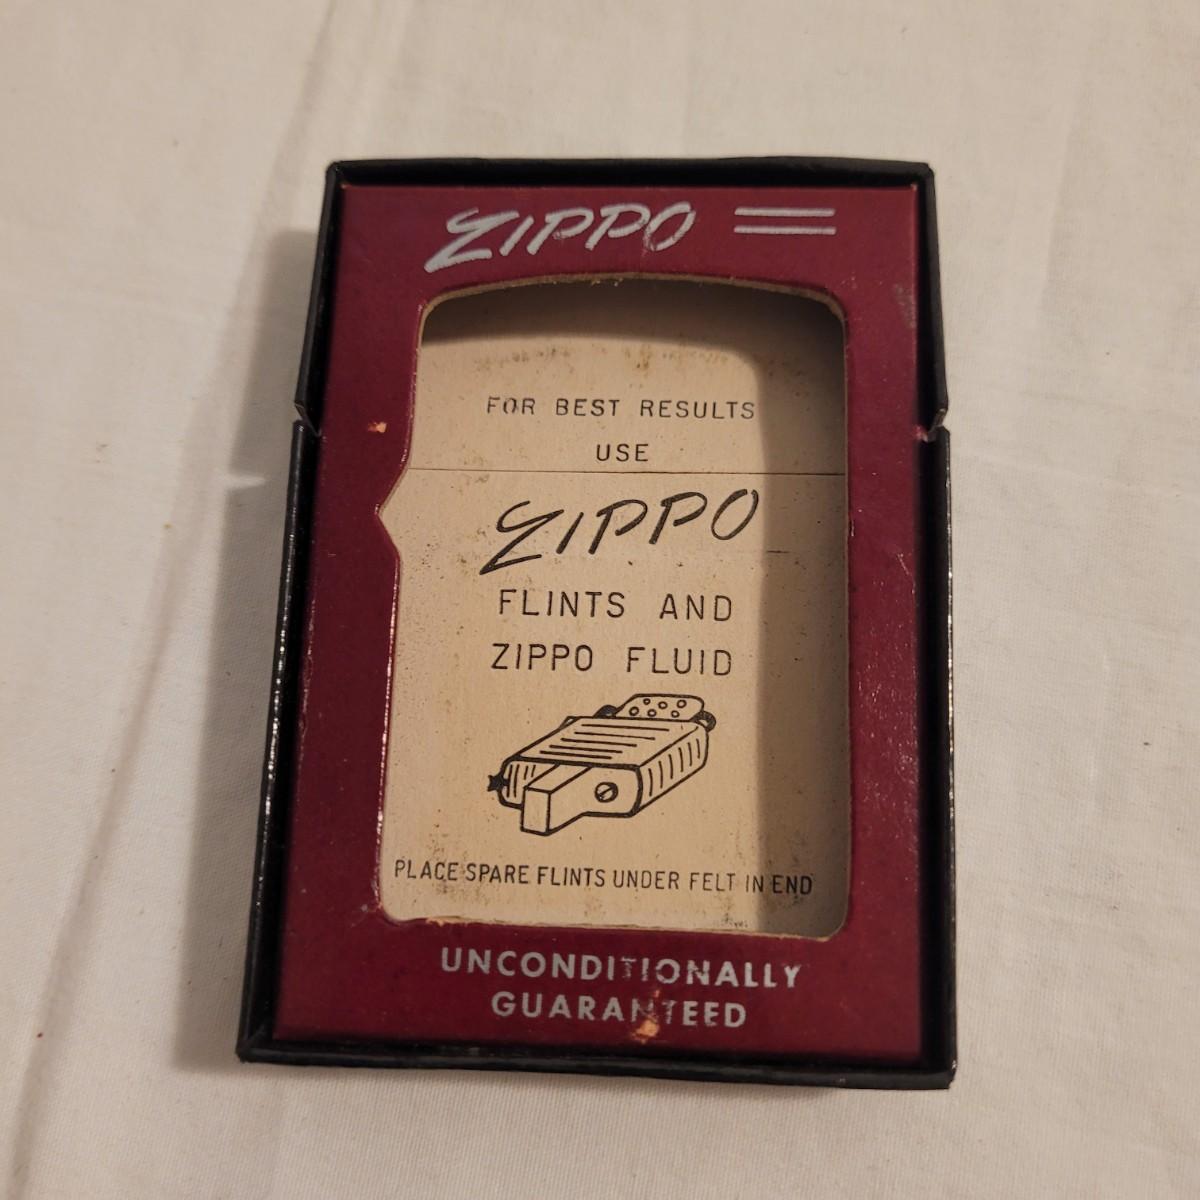 ZIPPO
FOR BEST RESULTS
USE
ZIPPO
FLINTS AND
ZIPPO FLUID
PLACE SPARE FLINTS UNDER FELT IN END
UNCONDITIONALLY
GUARANTEED